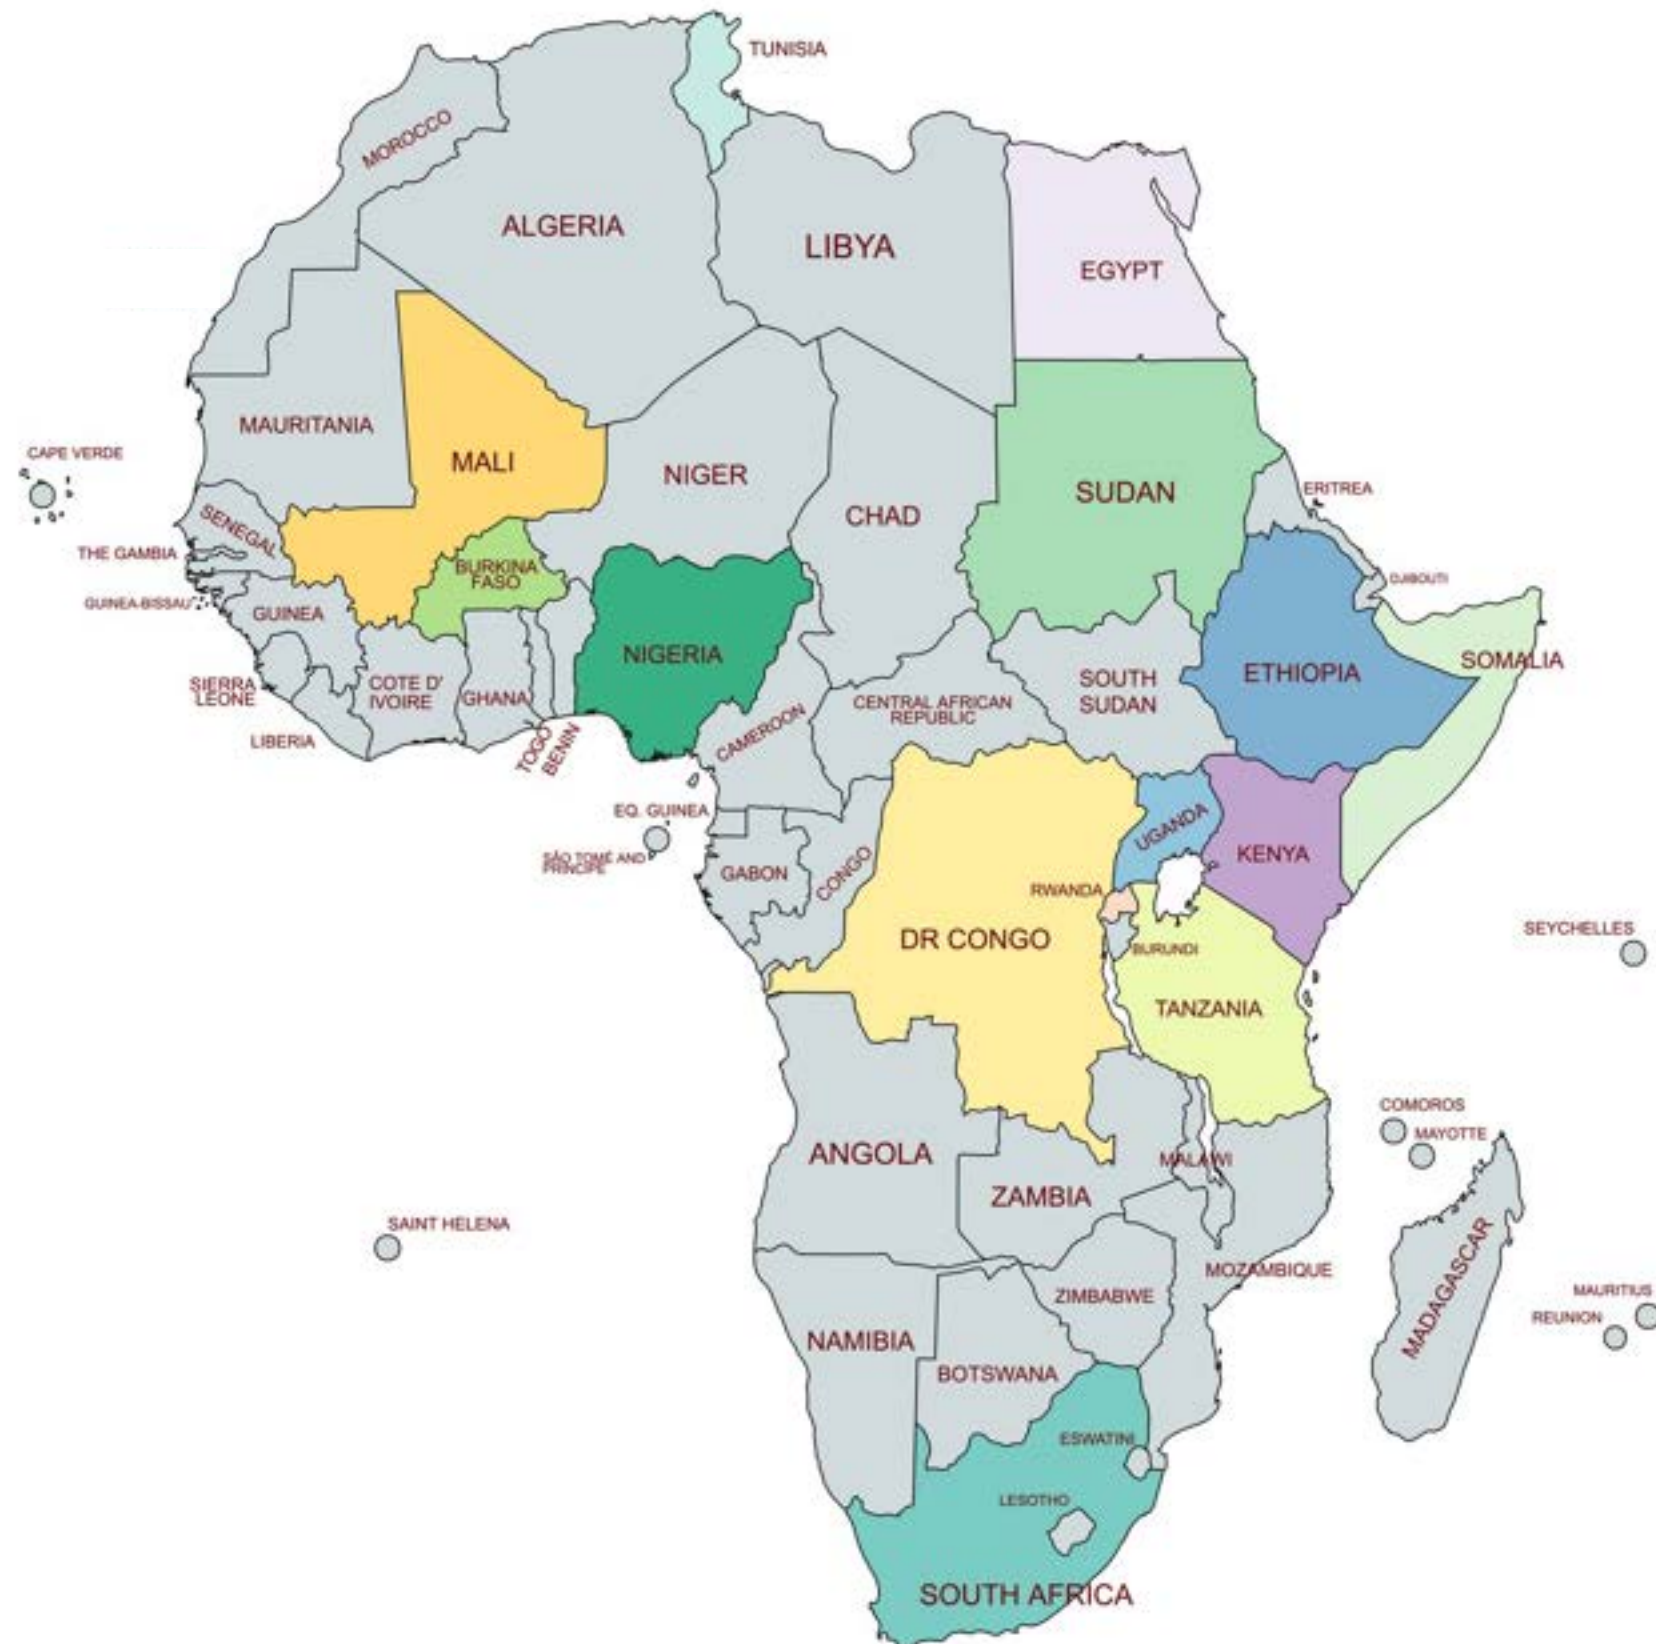 TUNISIA
MOROCCO
ALGERIA
LIBYA
EGYPT
MAURITANIA
CAPE VERDE
MALI
NIGER
CHAD
SUDAN
ERITREA
SENEGAL
THE GAMBIA
BURKINA
FASO
DJIBOUTI
GUINEA-BISSAU
GUINEA
NIGERIA
SOMALIA
ETHIOPIA
SIERRA
LEONE
COTE D'
IVOIRE
GHANA
SOUTH
SUDAN
CENTRAL AFRICAN
REPUBLIC
CAMEROON
LIBERIA
TOGO
BENIN
EQ. GUINEA
UGANDA
KENYA
SÃO TOMÉ AND
PRINCIPE
GABON
CONGO
RWANDA
DR CONGO
BURUNDI
SEYCHELLES
TANZANIA
COMOROS
MAYOTTE
ANGOLA
MALAWI
ZAMBIA
SAINT HELENA
MADAGASCAR
MOZAMBIQUE
ZIMBABWE
MAURITIUS
REUNION
NAMIBIA
BOTSWANA
ESWATINI
LESOTHO
SOUTH AFRICA